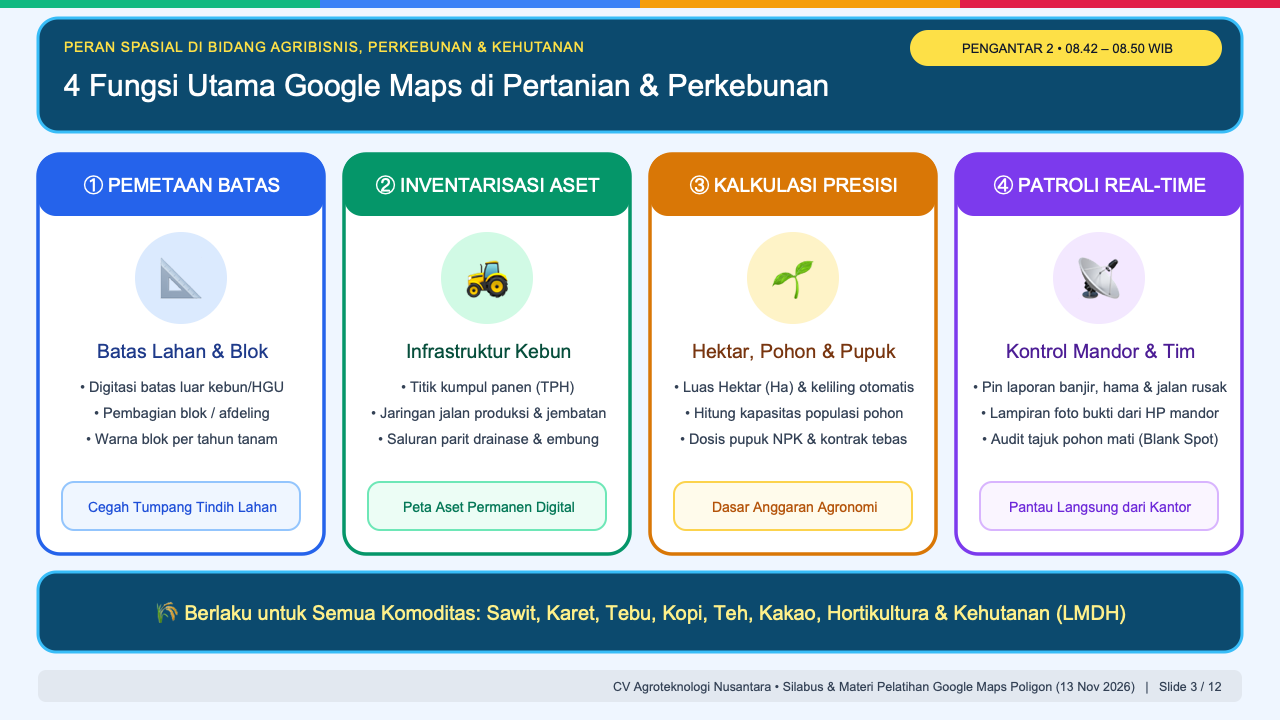 PERAN SPASIAL DI BIDANG AGRIBISNIS, PERKEBUNAN & KEHUTANAN
PENGANTAR 2 • 08.42 – 08.50 WIB
4 Fungsi Utama Google Maps di Pertanian & Perkebunan
① PEMETAAN BATAS
Batas Lahan & Blok
• Digitasi batas luar kebun/HGU
• Pembagian blok / afdeling
• Warna blok per tahun tanam
Cegah Tumpang Tindih Lahan
② INVENTARISASI ASET
Infrastruktur Kebun
• Titik kumpul panen (TPH)
• Jaringan jalan produksi & jembatan
• Saluran parit drainase & embung
Peta Aset Permanen Digital
③ KALKULASI PRESISI
Hektar, Pohon & Pupuk
• Luas Hektar (Ha) & keliling otomatis
• Hitung kapasitas populasi pohon
• Dosis pupuk NPK & kontrak tebas
Dasar Anggaran Agronomi
④ PATROLI REAL-TIME
Kontrol Mandor & Tim
• Pin laporan banjir, hama & jalan rusak
• Lampiran foto bukti dari HP mandor
• Audit tajuk pohon mati (Blank Spot)
Pantau Langsung dari Kantor
🌾 Berlaku untuk Semua Komoditas: Sawit, Karet, Tebu, Kopi, Teh, Kakao, Hortikultura & Kehutanan (LMDH)
CV Agroteknologi Nusantara • Silabus & Materi Pelatihan Google Maps Poligon (13 Nov 2026) | Slide 3 / 12